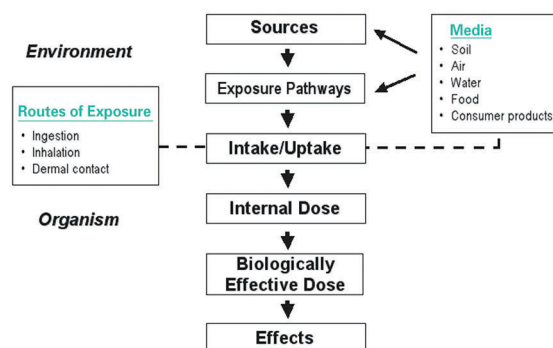 Environment
Sources
Media
• Soil
• Air
• Water
• Food
• Consumer products
Exposure Pathways
Routes of Exposure
• Ingestion
• Inhalation
• Dermal contact
Intake/Uptake
Organism
Internal Dose
Biologically
Effective Dose
Effects